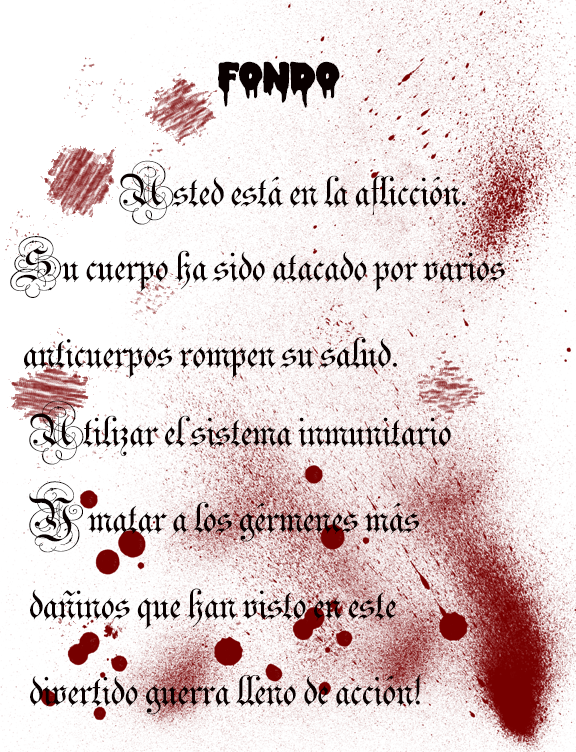 FONDO
Usted está en la aflicción.
Su cuerpo ha sido atacado por varios
anticuerpos rompen su salud.
Utilizar el sistema inmunitario
Y matar a los gérmenes más
dañinos que han visto en este
divertido guerra lleno de acción!